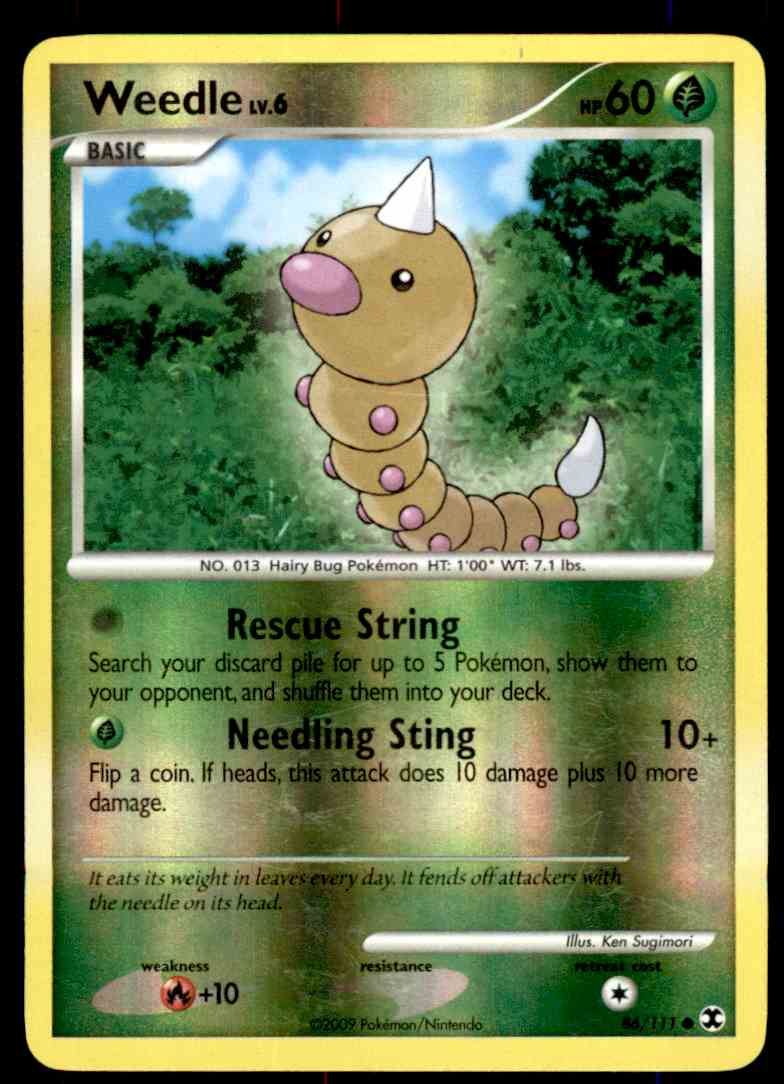 Weedle LV.6
HP 60
BASIC
NO. 013 Hairy Bug Pokémon HT: 1'00" WT: 7.1 lbs.
Rescue String
Search your discard pile for up to 5 Pokémon, show them to
your opponent, and shuffle them into your deck.
Needling Sting 10+
Flip a coin. If heads, this attack does 10 damage plus 10 more
damage.
It eats its weight in leaves every day. It fends off attackers with
the needle on its head.
Illus. Ken Sugimori
weakness resistance retreat cost
+10
©2009 Pokémon/Nintendo 86/111